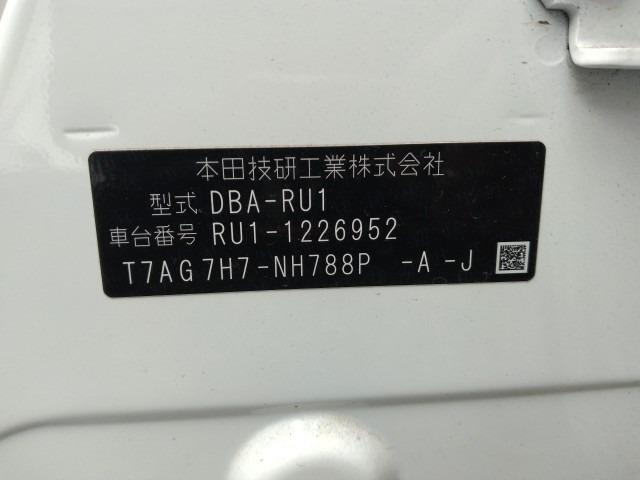 本田技研工業株式会社
型式 DBA-RU1
車台番号 RU1-1226952
T7AG7H7-NH788P -A -J